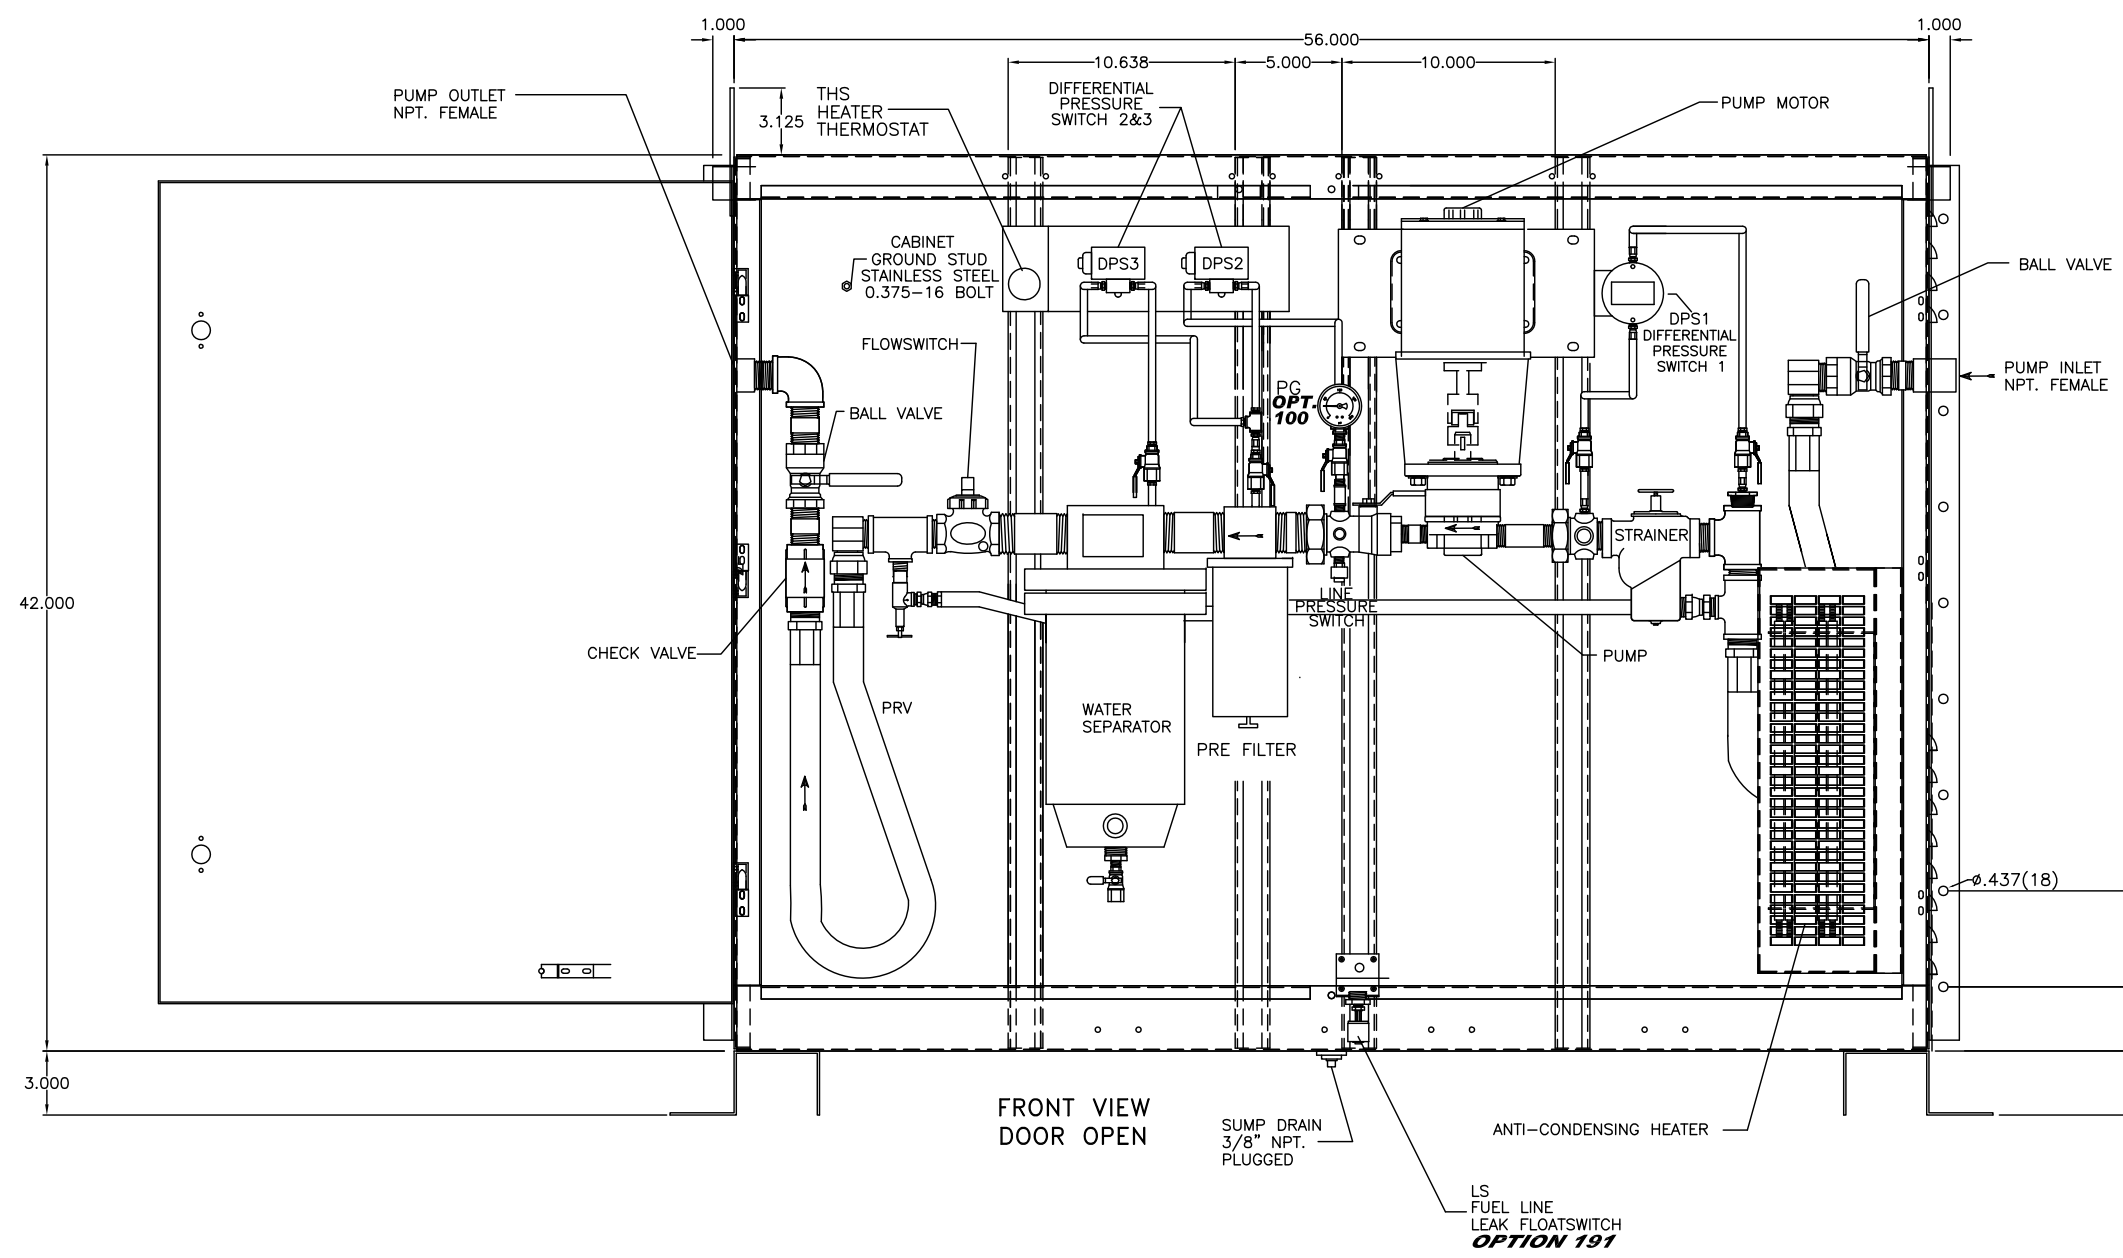 1.000
56.000
1.000
10.638
5.000
10.000
PUMP OUTLET
NPT. FEMALE
3.125
THS
HEATER
THERMOSTAT
DIFFERENTIAL
PRESSURE
SWITCH 2&3
PUMP MOTOR
CABINET
GROUND STUD
STAINLESS STEEL
0.375-16 BOLT
DPS3
DPS2
BALL VALVE
DPS1
DIFFERENTIAL
PRESSURE
SWITCH 1
FLOWSWITCH
PUMP INLET
NPT. FEMALE
PG
OPT.
100
BALL VALVE
STRAINER
42.000
LINE
PRESSURE
SWITCH
CHECK VALVE
PUMP
PRV
WATER
SEPARATOR
PRE FILTER
ø.437(18)
3.000
FRONT VIEW
DOOR OPEN
SUMP DRAIN
3/8" NPT.
PLUGGED
ANTI-CONDENSING HEATER
LS
FUEL LINE
LEAK FLOATSWITCH
OPTION 191